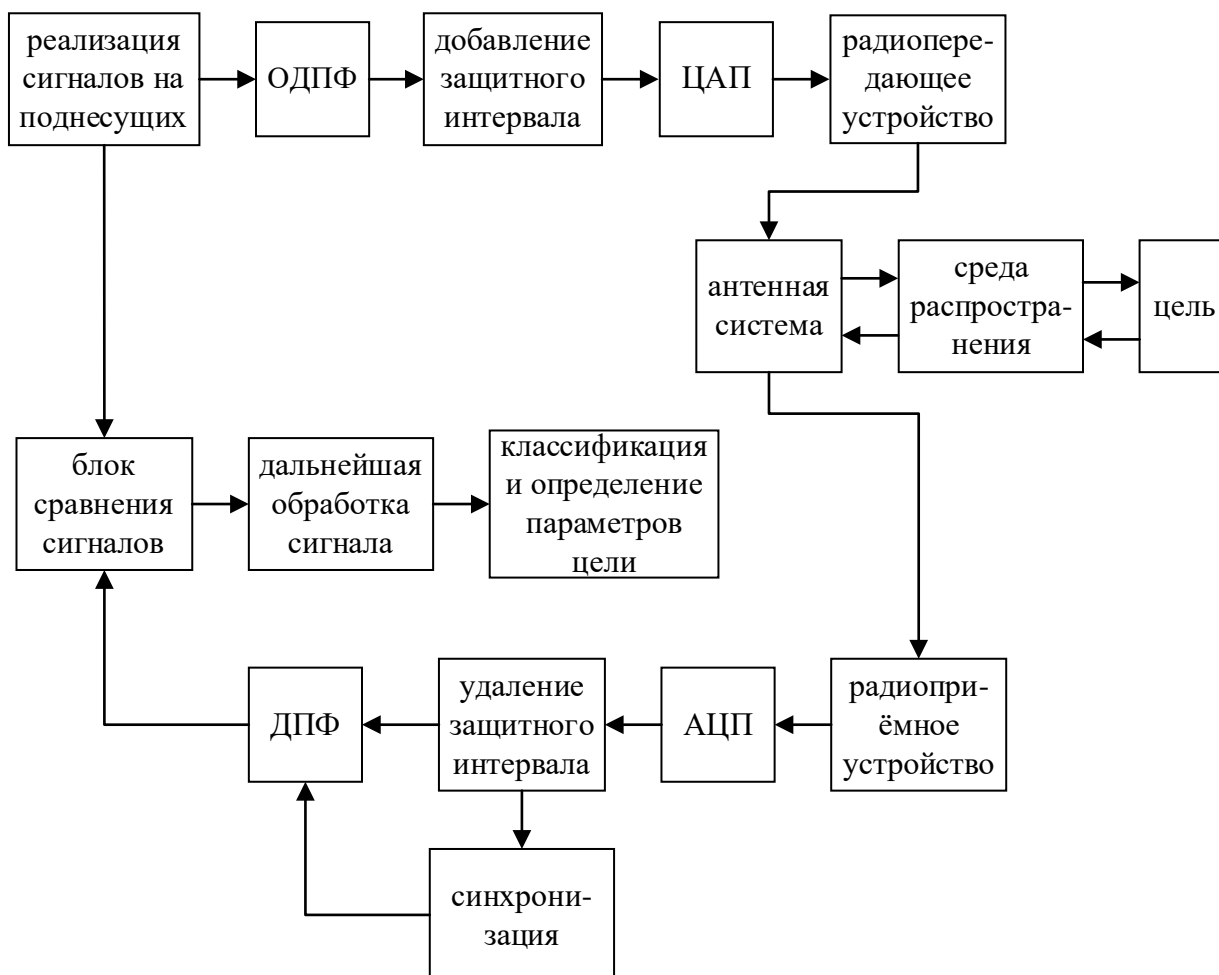 реализация
сигналов на
поднесущих
ОДПФ
добавление
защитного
интервала
ЦАП
радиопере-
дающее
устройство
антенная
система
среда
распростра-
нения
цель
блок
сравнения
сигналов
дальнейшая
обработка
сигнала
классификация
и определение
параметров
цели
ДПФ
удаление
защитного
интервала
АЦП
радиопри-
ёмное
устройство
синхрони-
зация